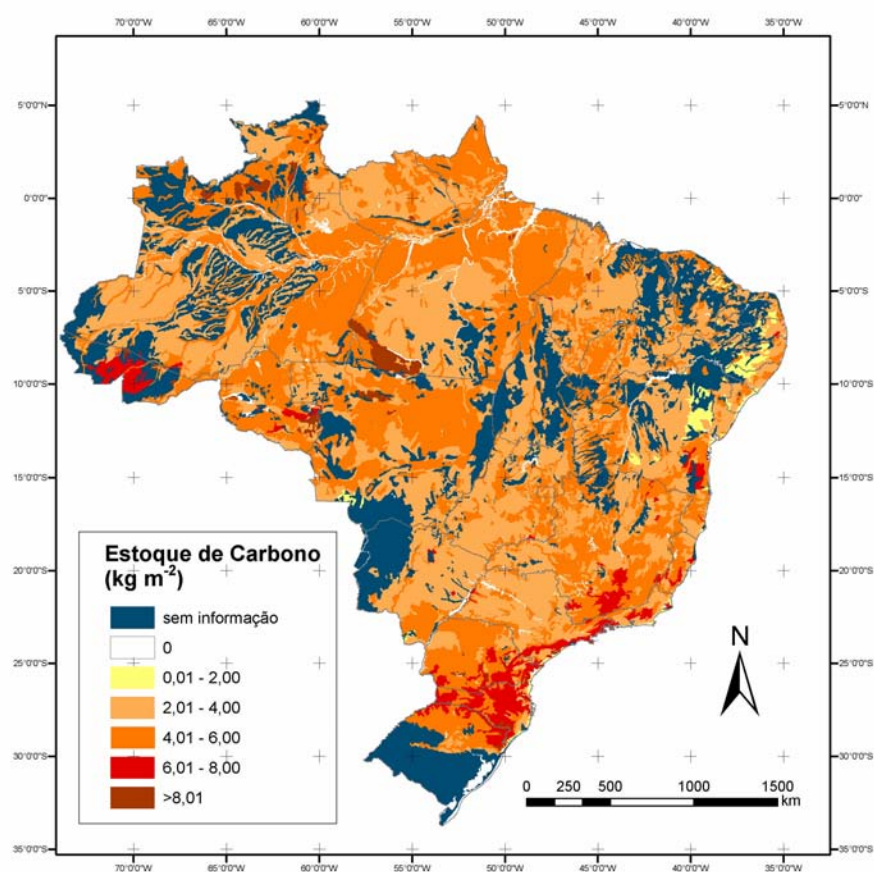 70°0'0"W 65°0'0"W 60°0'0"W 55°0'0"W 50°0'0"W 45°0'0"W 40°0'0"W 35°0'0"W
5°0'0"N 5°0'0"N
0°0'0" 0°0'0"
5°0'0"S 5°0'0"S
10°0'0"S 10°0'0"S
15°0'0"S 15°0'0"S
20°0'0"S 20°0'0"S
25°0'0"S 25°0'0"S
30°0'0"S 30°0'0"S
35°0'0"S 35°0'0"S
Estoque de Carbono
(kg m⁻²)
sem informação
0
0,01 - 2,00
2,01 - 4,00
4,01 - 6,00
6,01 - 8,00
>8,01
N
0 250 500 1000 1500
km
70°0'0"W 65°0'0"W 60°0'0"W 55°0'0"W 50°0'0"W 45°0'0"W 40°0'0"W 35°0'0"W